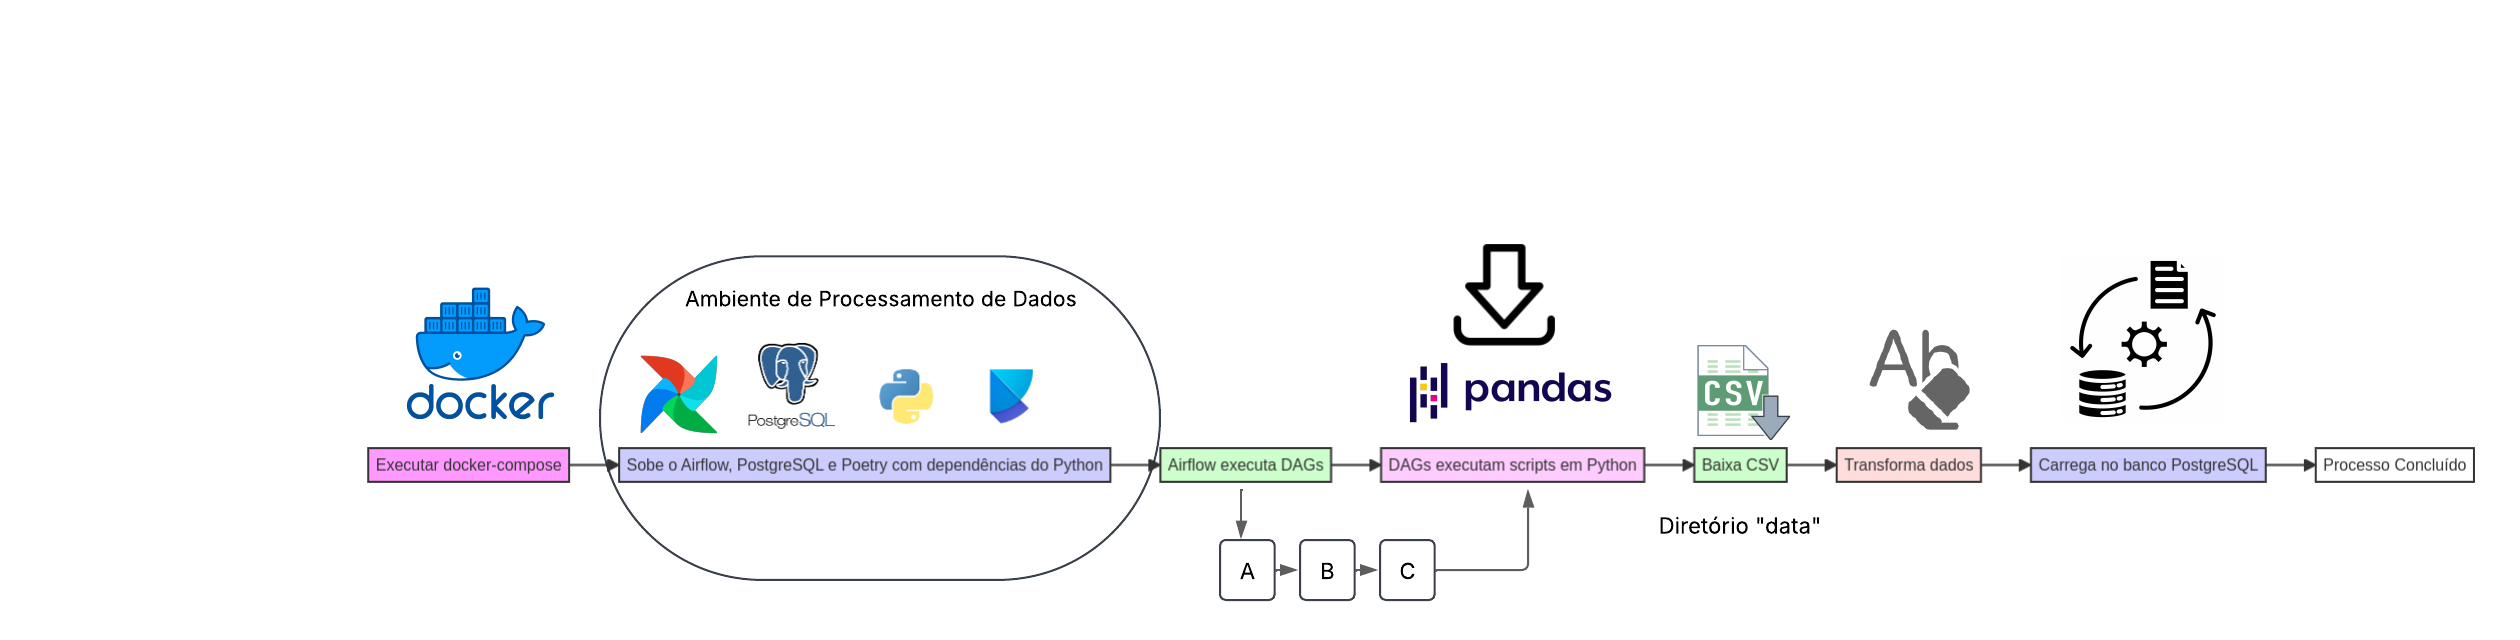 Ambiente de Processamento de Dados
docker
PostgreSQL
pandas
CSV
Ab
Executar docker-compose
Sobe o Airflow, PostgreSQL e Poetry com dependências do Python
Airflow executa DAGs
DAGs executam scripts em Python
Baixa CSV
Transforma dados
Carrega no banco PostgreSQL
Processo Concluído
Diretório "data"
A
B
C